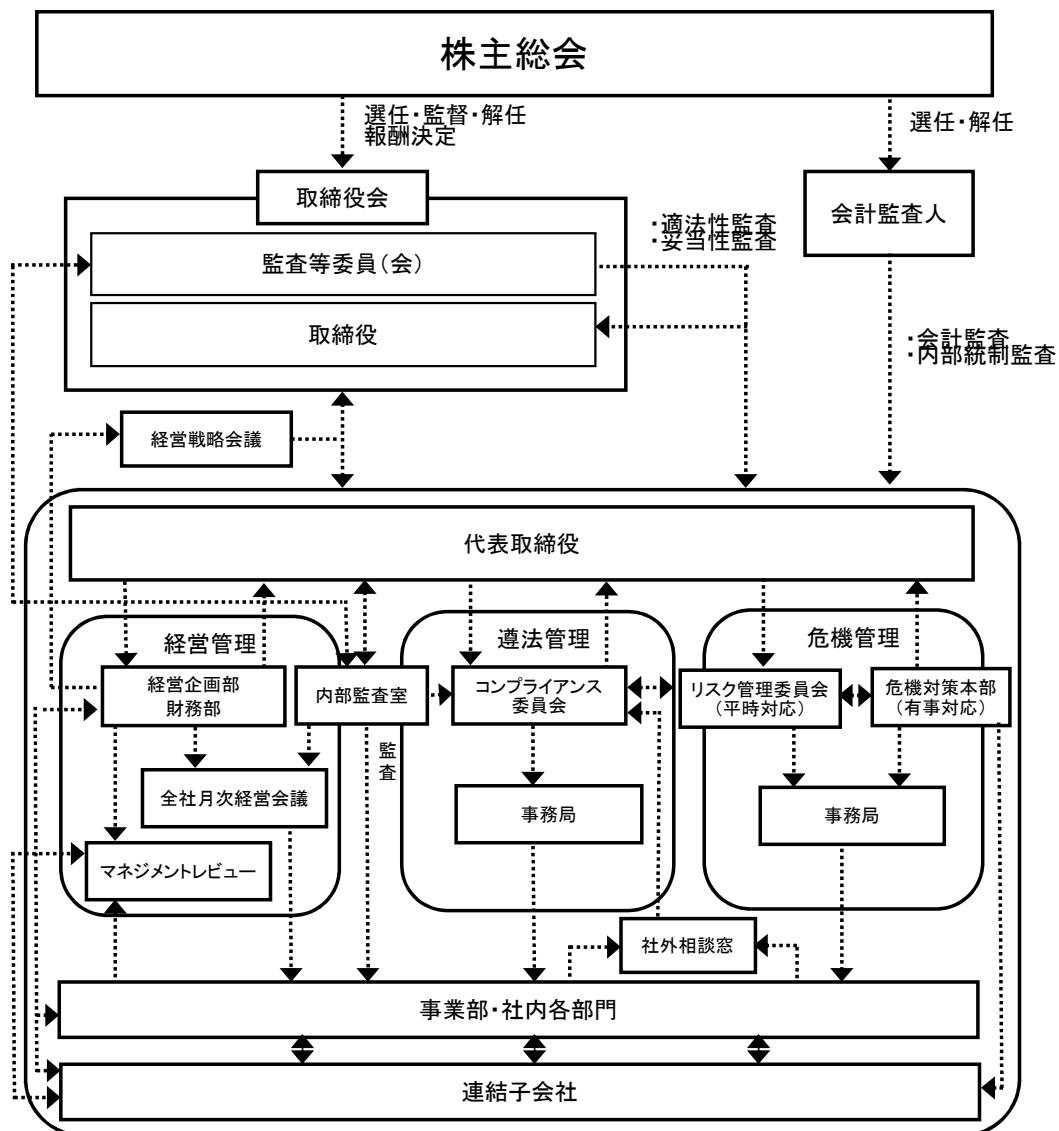 株主総会
選任・監督・解任
報酬決定
選任・解任
取締役会
会計監査人
・適法性監査
・妥当性監査
監査等委員(会)
取締役
・会計監査
・内部統制監査
経営戦略会議
代表取締役
経営管理
遵法管理
危機管理
経営企画部
財務部
内部監査室
コンプライアンス
委員会
リスク管理委員会
(平時対応)
危機対策本部
(有事対応)
監
査
全社月次経営会議
事務局
事務局
マネジメントレビュー
社外相談窓
事業部・社内各部門
連結子会社